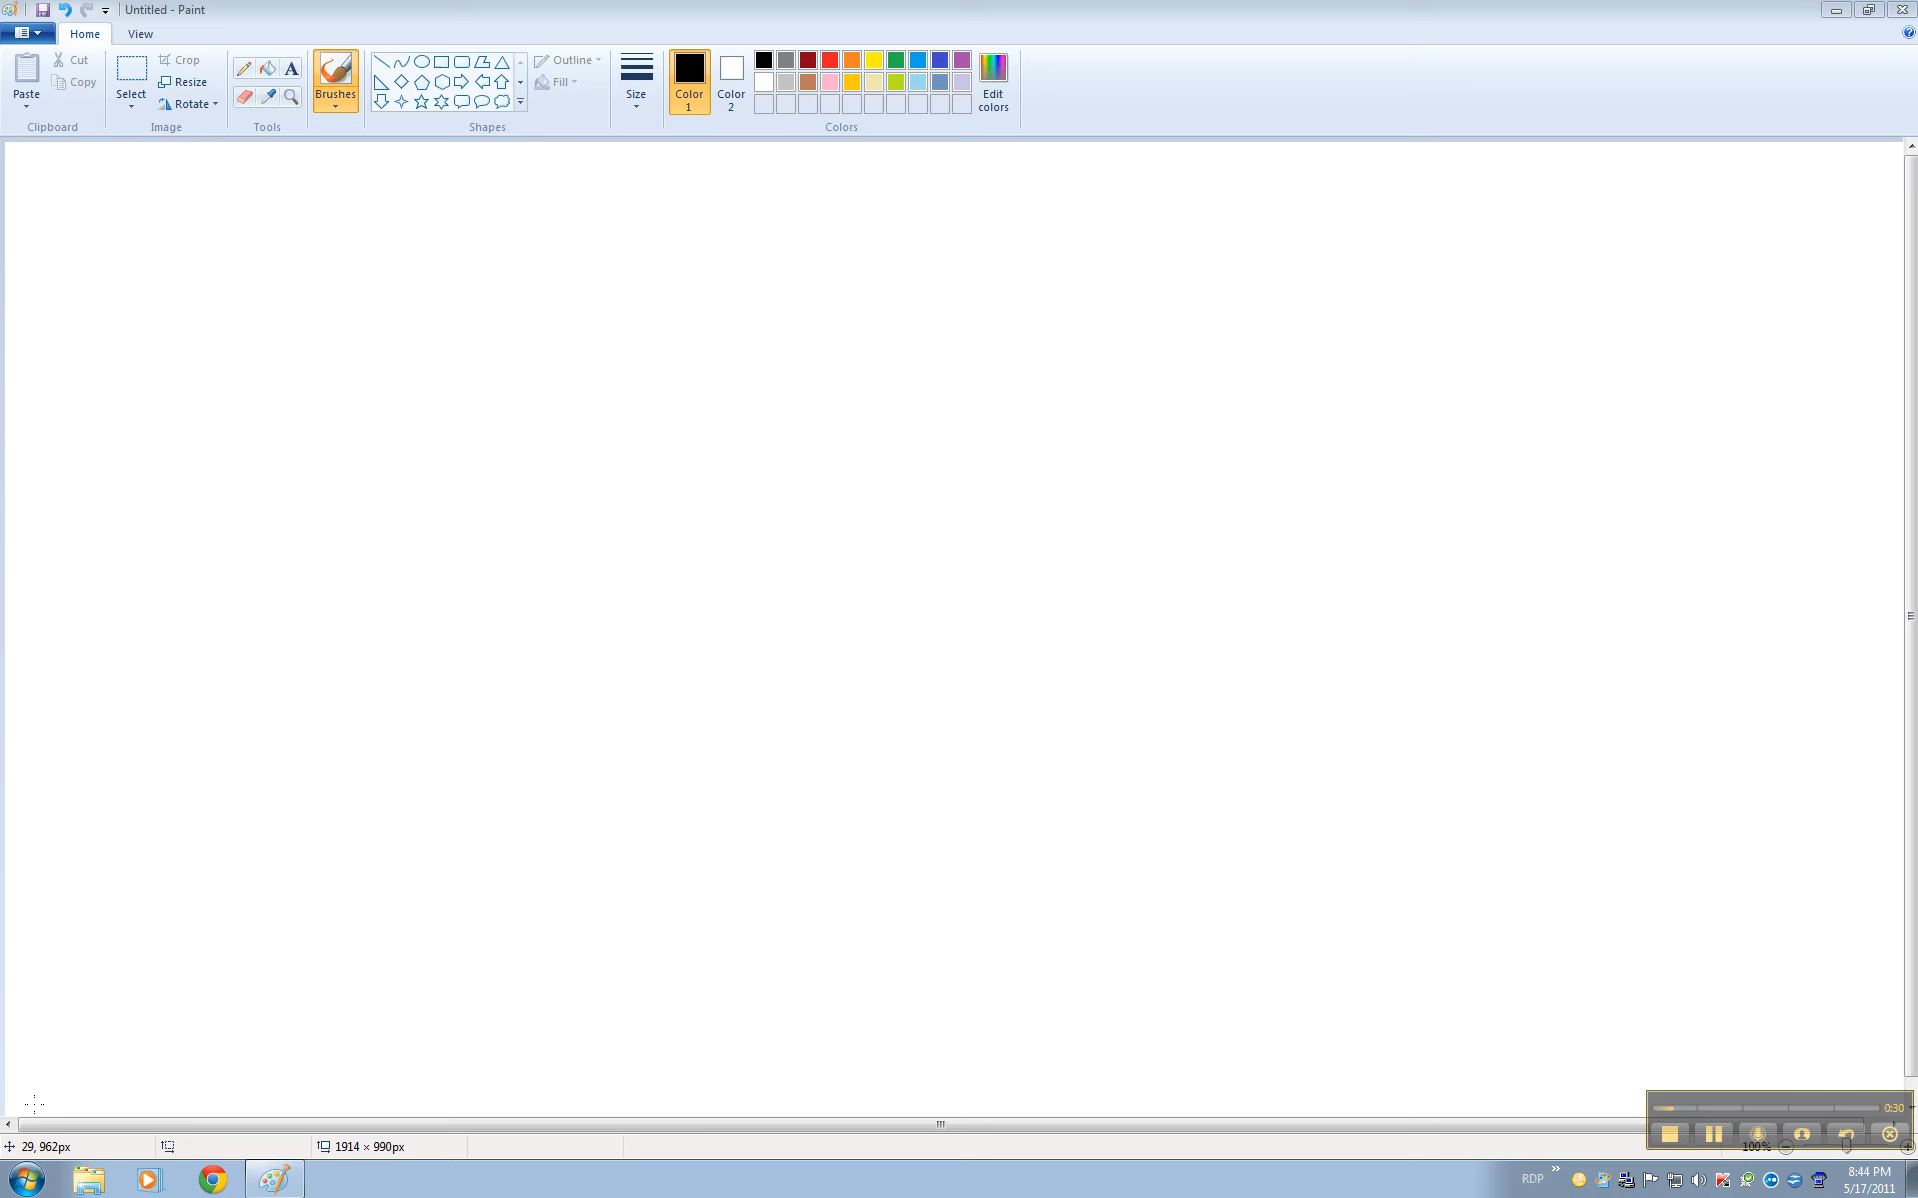 Untitled - Paint
Home View
Cut
Copy
Paste
Clipboard
Crop
Resize
Rotate
Select
Image
A
Tools
Brushes
Outline
Fill
Shapes
Size
Color 1
Color 2
Edit colors
Colors
0:30
29, 962px
1914 × 990px
100%
RDP
8:44 PM
5/17/2011